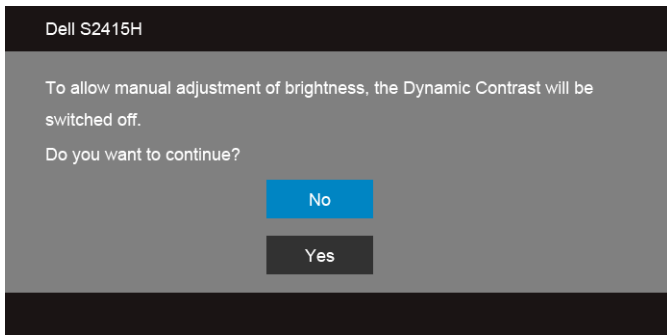 Dell S2415H
To allow manual adjustment of brightness, the Dynamic Contrast will be
switched off.
Do you want to continue?
No
Yes